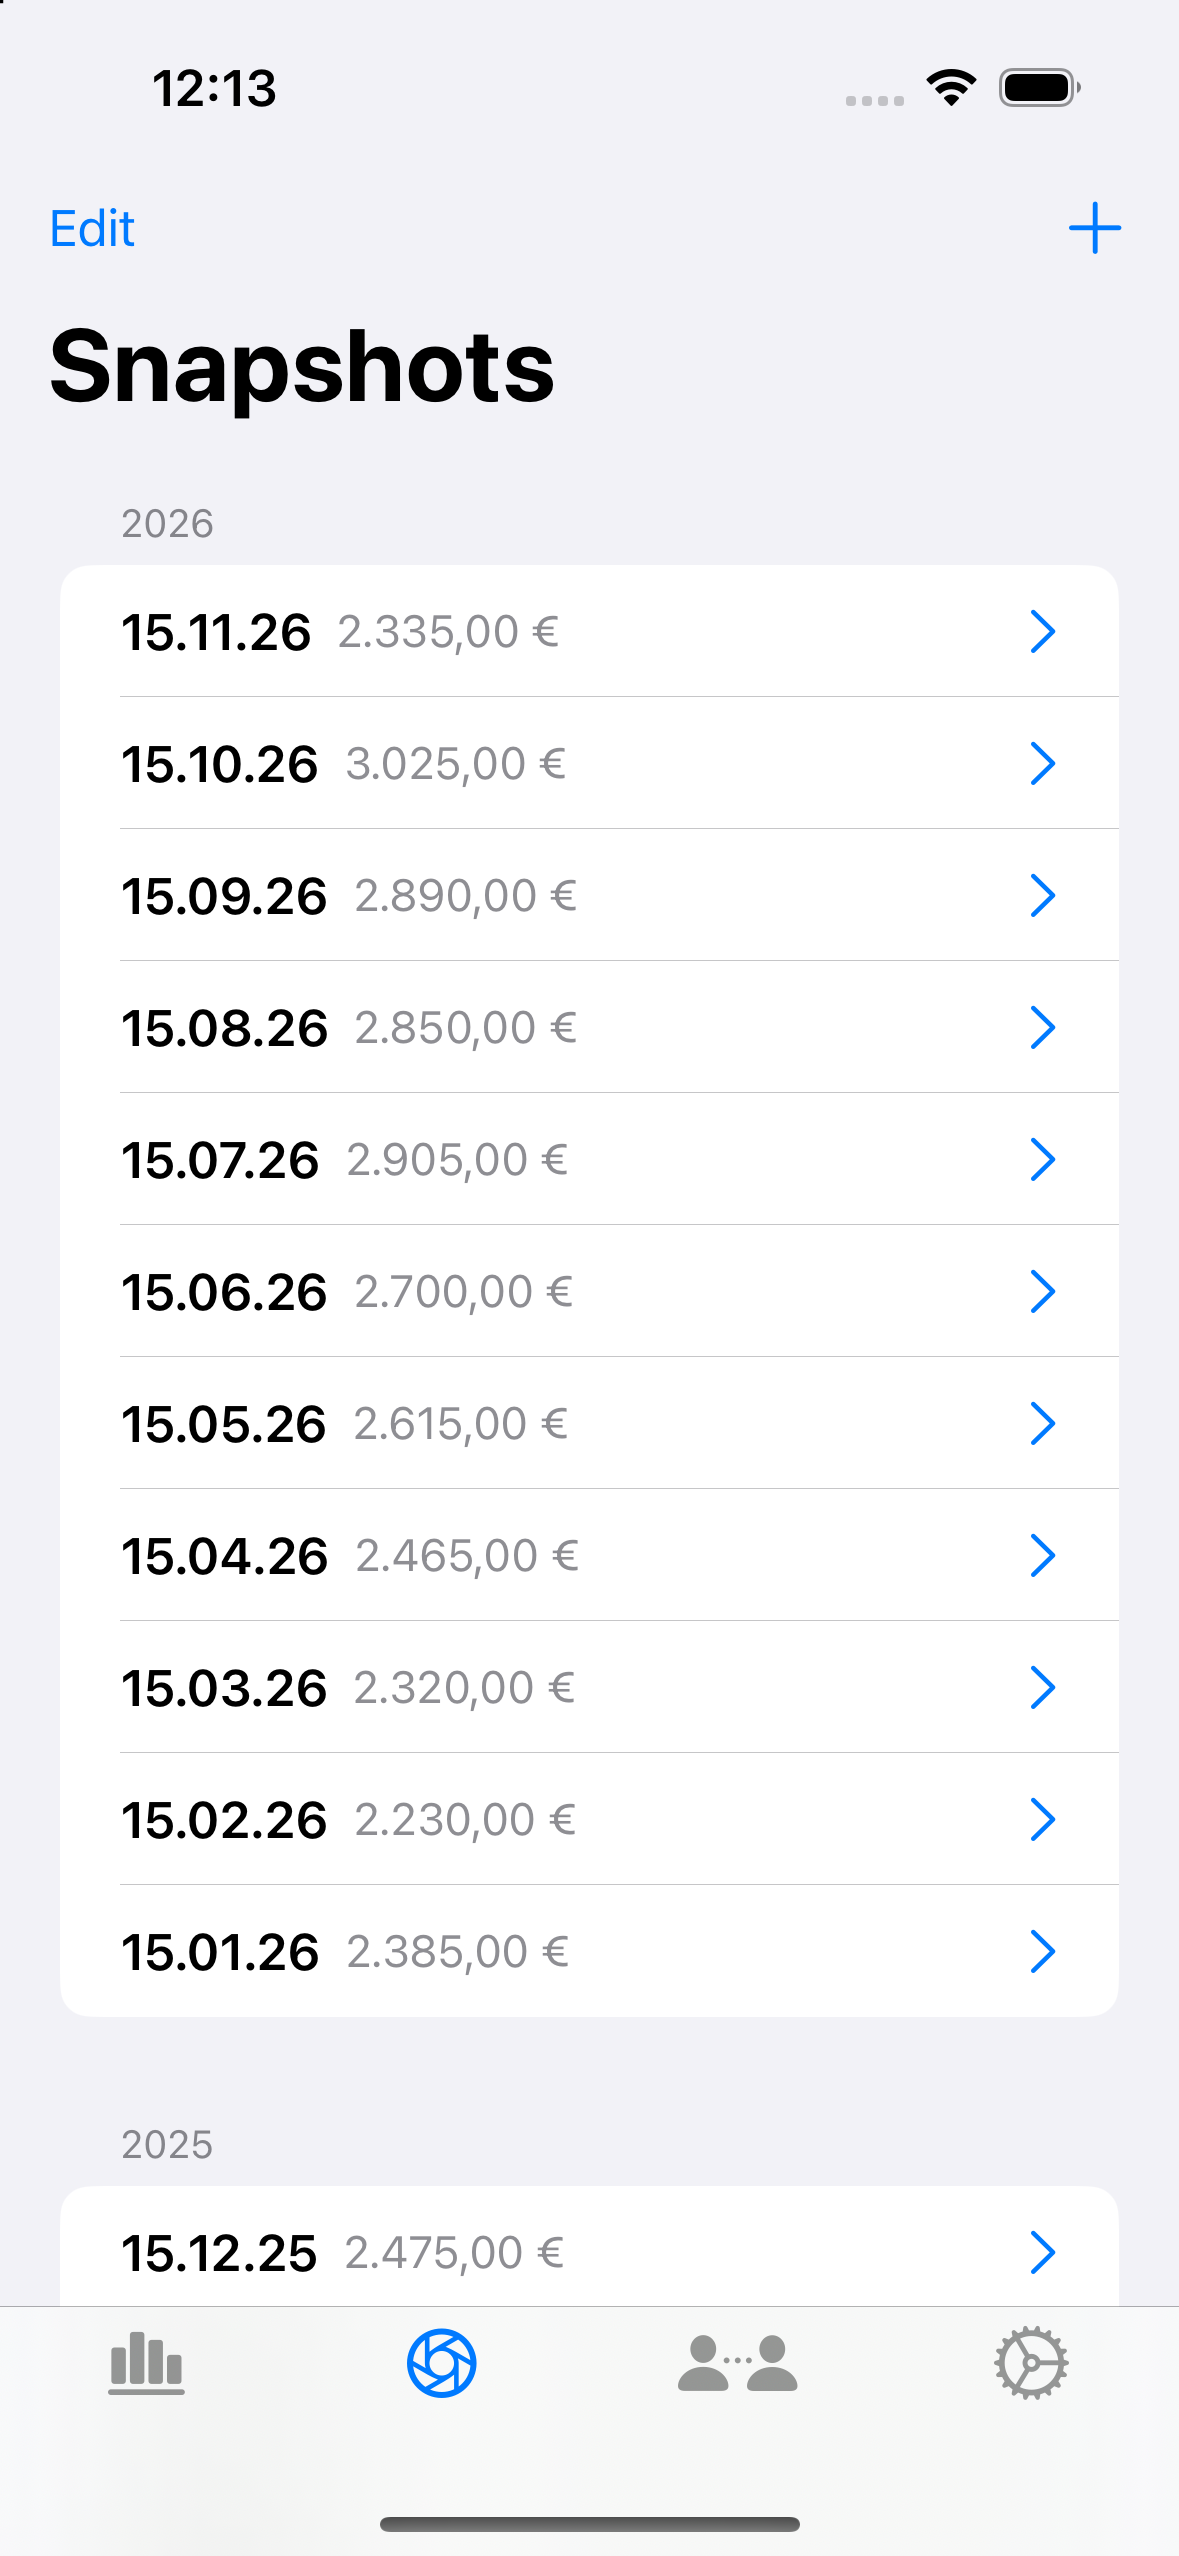 12:13
Edit
Snapshots
2026
15.11.26 2.335,00 €
15.10.26 3.025,00 €
15.09.26 2.890,00 €
15.08.26 2.850,00 €
15.07.26 2.905,00 €
15.06.26 2.700,00 €
15.05.26 2.615,00 €
15.04.26 2.465,00 €
15.03.26 2.320,00 €
15.02.26 2.230,00 €
15.01.26 2.385,00 €
2025
15.12.25 2.475,00 €